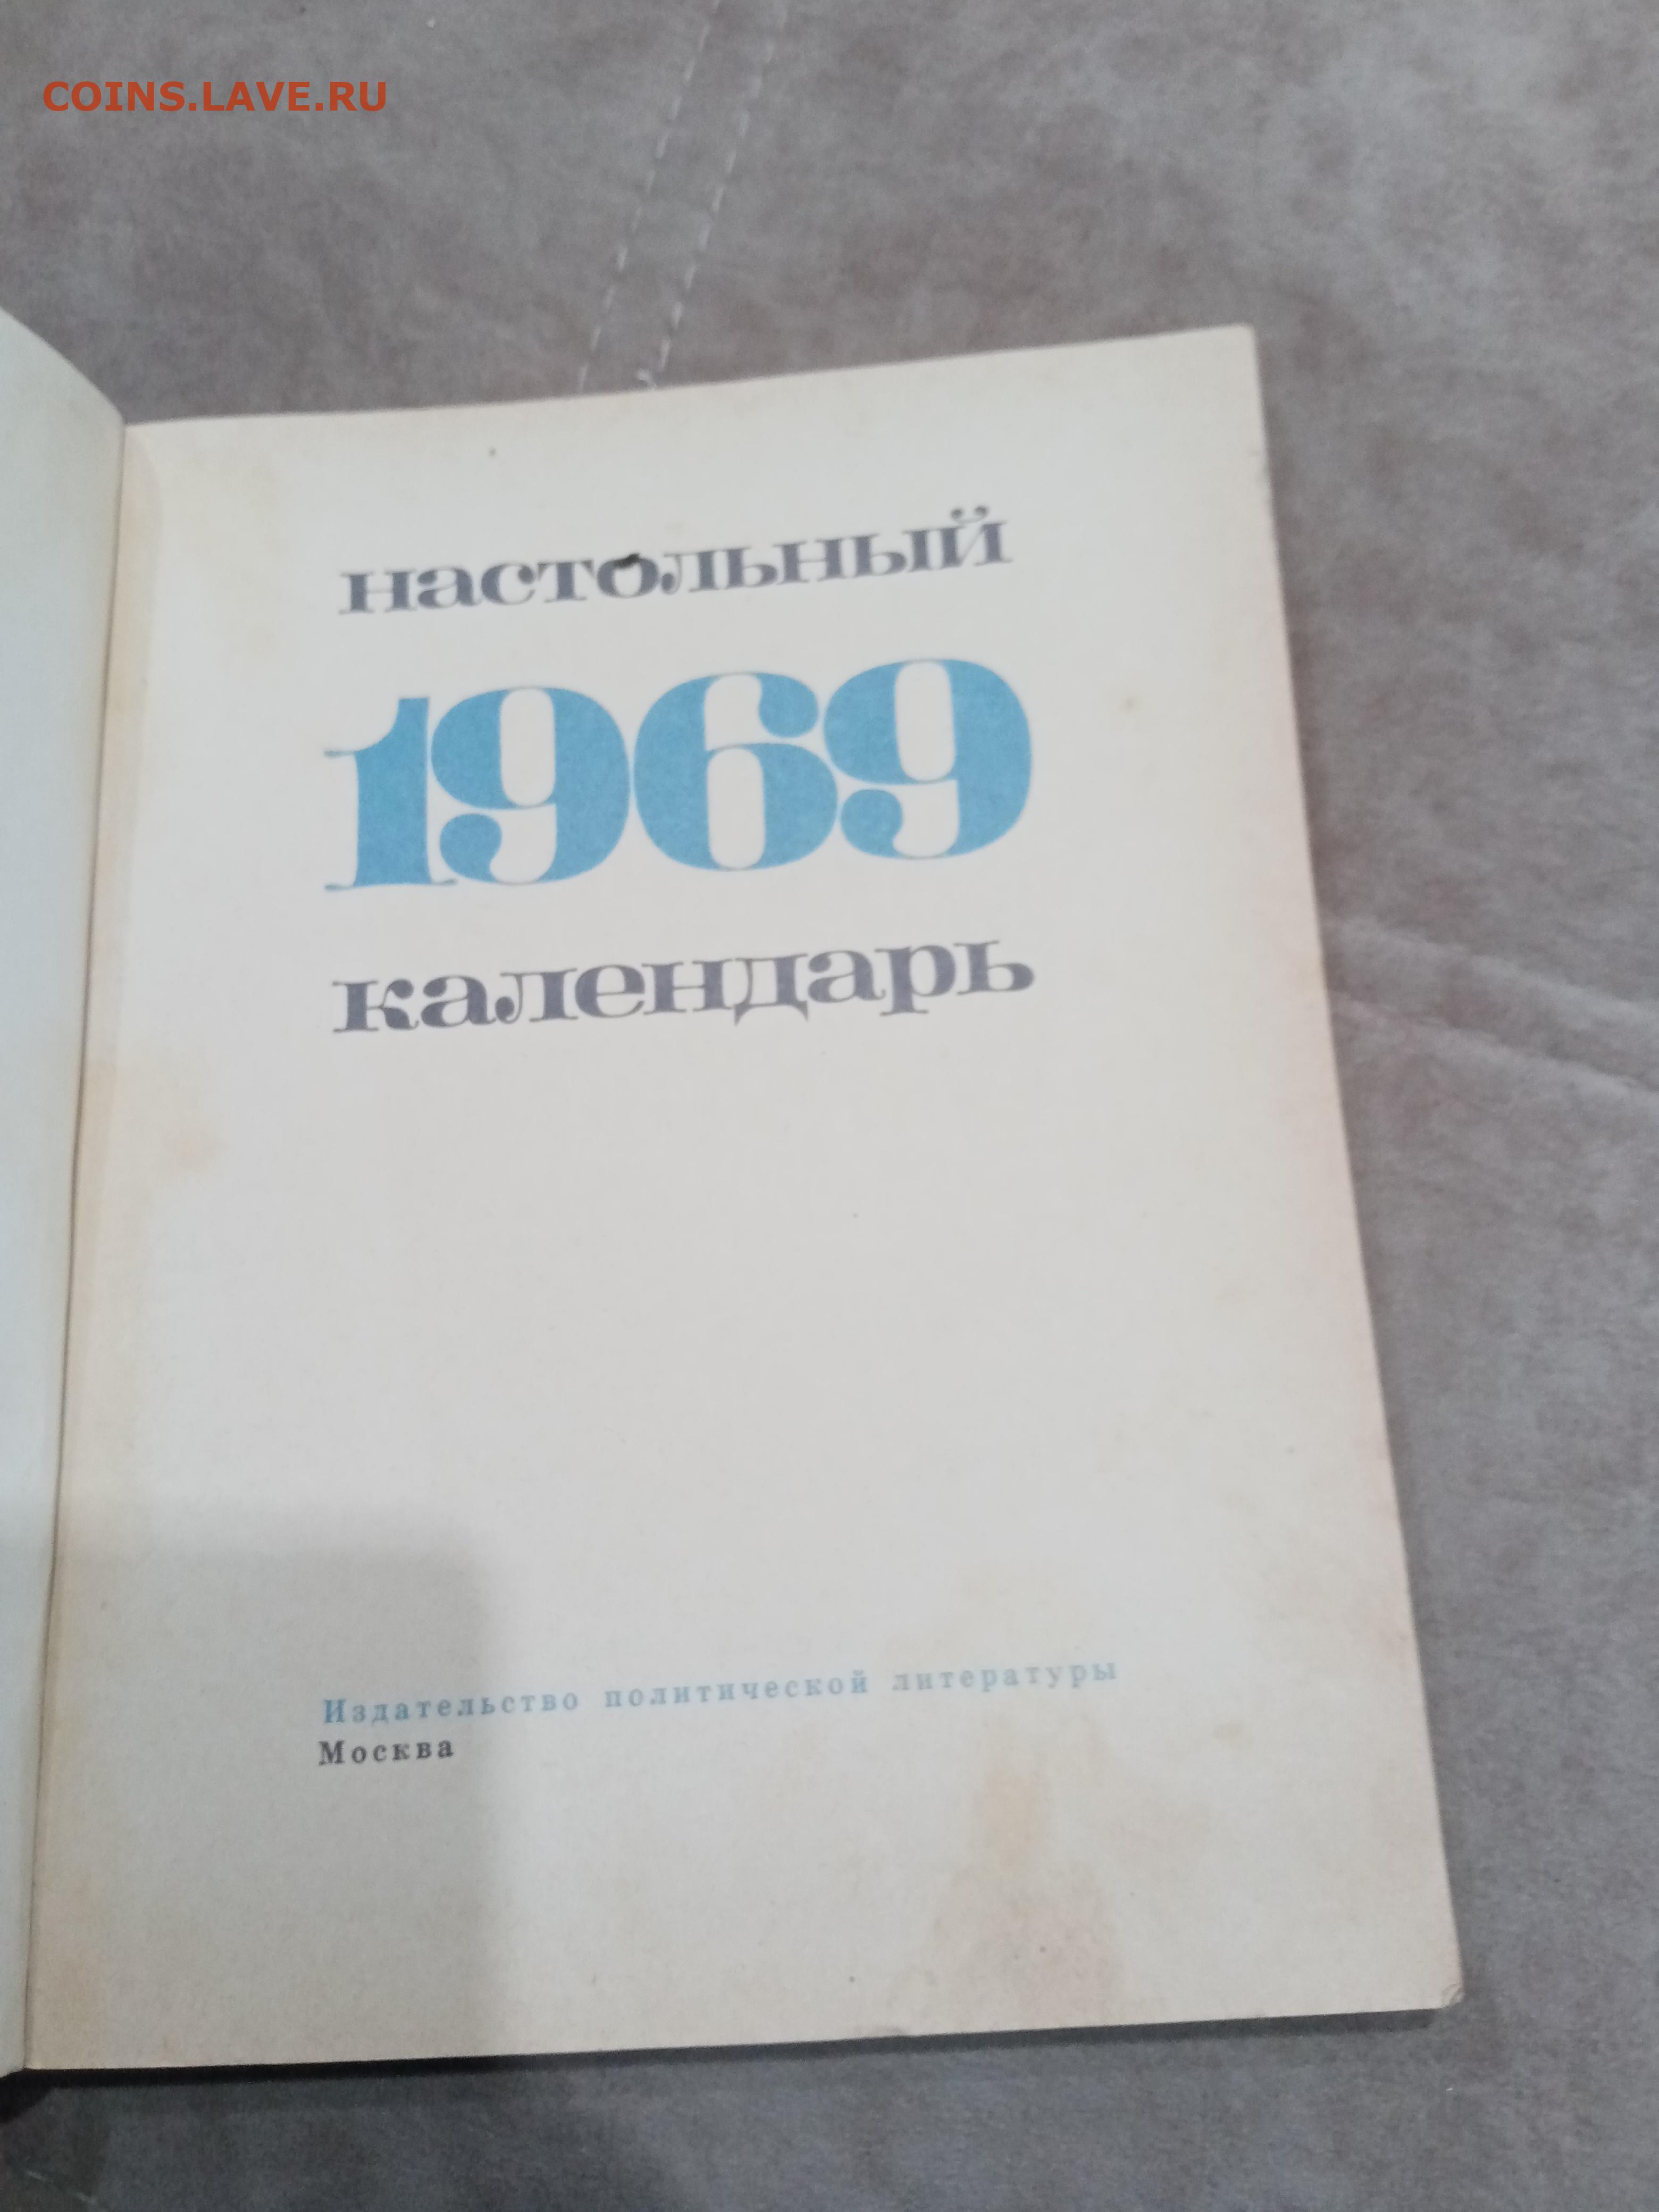 COINS.LAVE.RU
настольный
1969
календарь
Издательство политической литературы
Москва